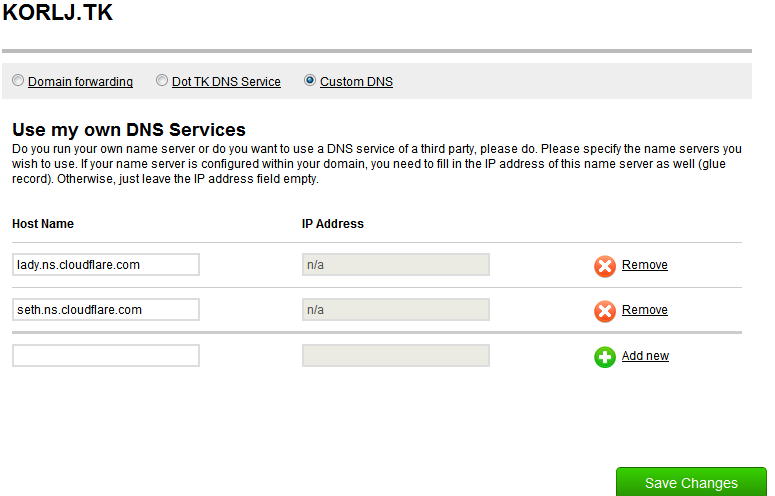 KORLJ.TK
Domain forwarding Dot TK DNS Service Custom DNS
Use my own DNS Services
Do you run your own name server or do you want to use a DNS service of a third party, please do. Please specify the name servers you
wish to use. If your name server is configured within your domain, you need to fill in the IP address of this name server as well (glue
record). Otherwise, just leave the IP address field empty.
Host Name IP Address
lady.ns.cloudflare.com n/a Remove
seth.ns.cloudflare.com n/a Remove
Add new
Save Changes